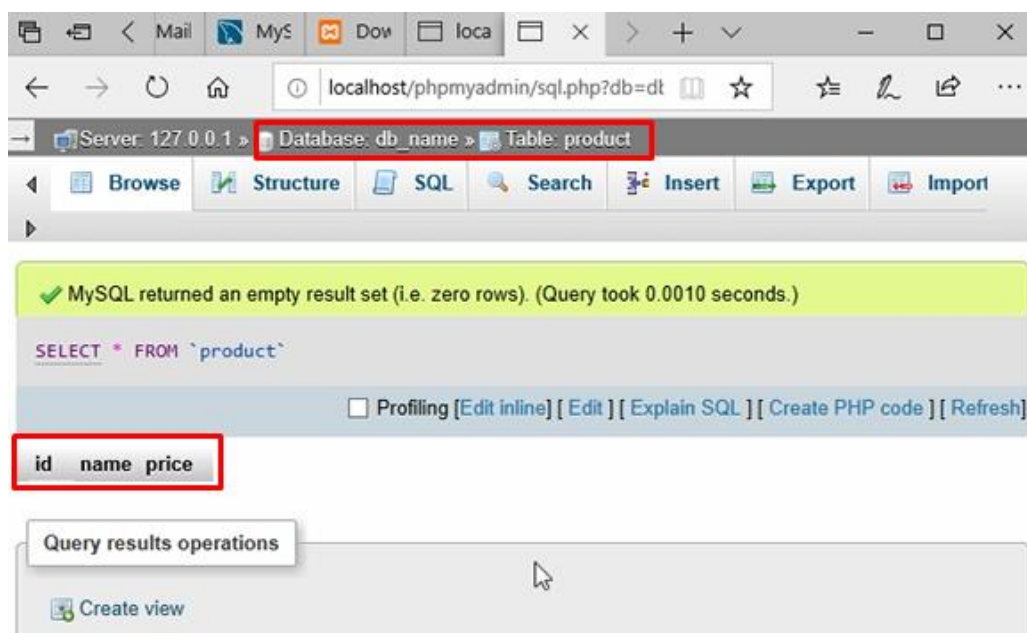 Mail MyS Dow loca
localhost/phpmyadmin/sql.php?db=dt
Server: 127.0.0.1 » Database: db_name » Table: product
Browse Structure SQL Search Insert Export Import
MySQL returned an empty result set (i.e. zero rows). (Query took 0.0010 seconds.)
SELECT * FROM `product`
Profiling [Edit inline] [ Edit ] [ Explain SQL ] [ Create PHP code ] [ Refresh]
id name price
Query results operations
Create view